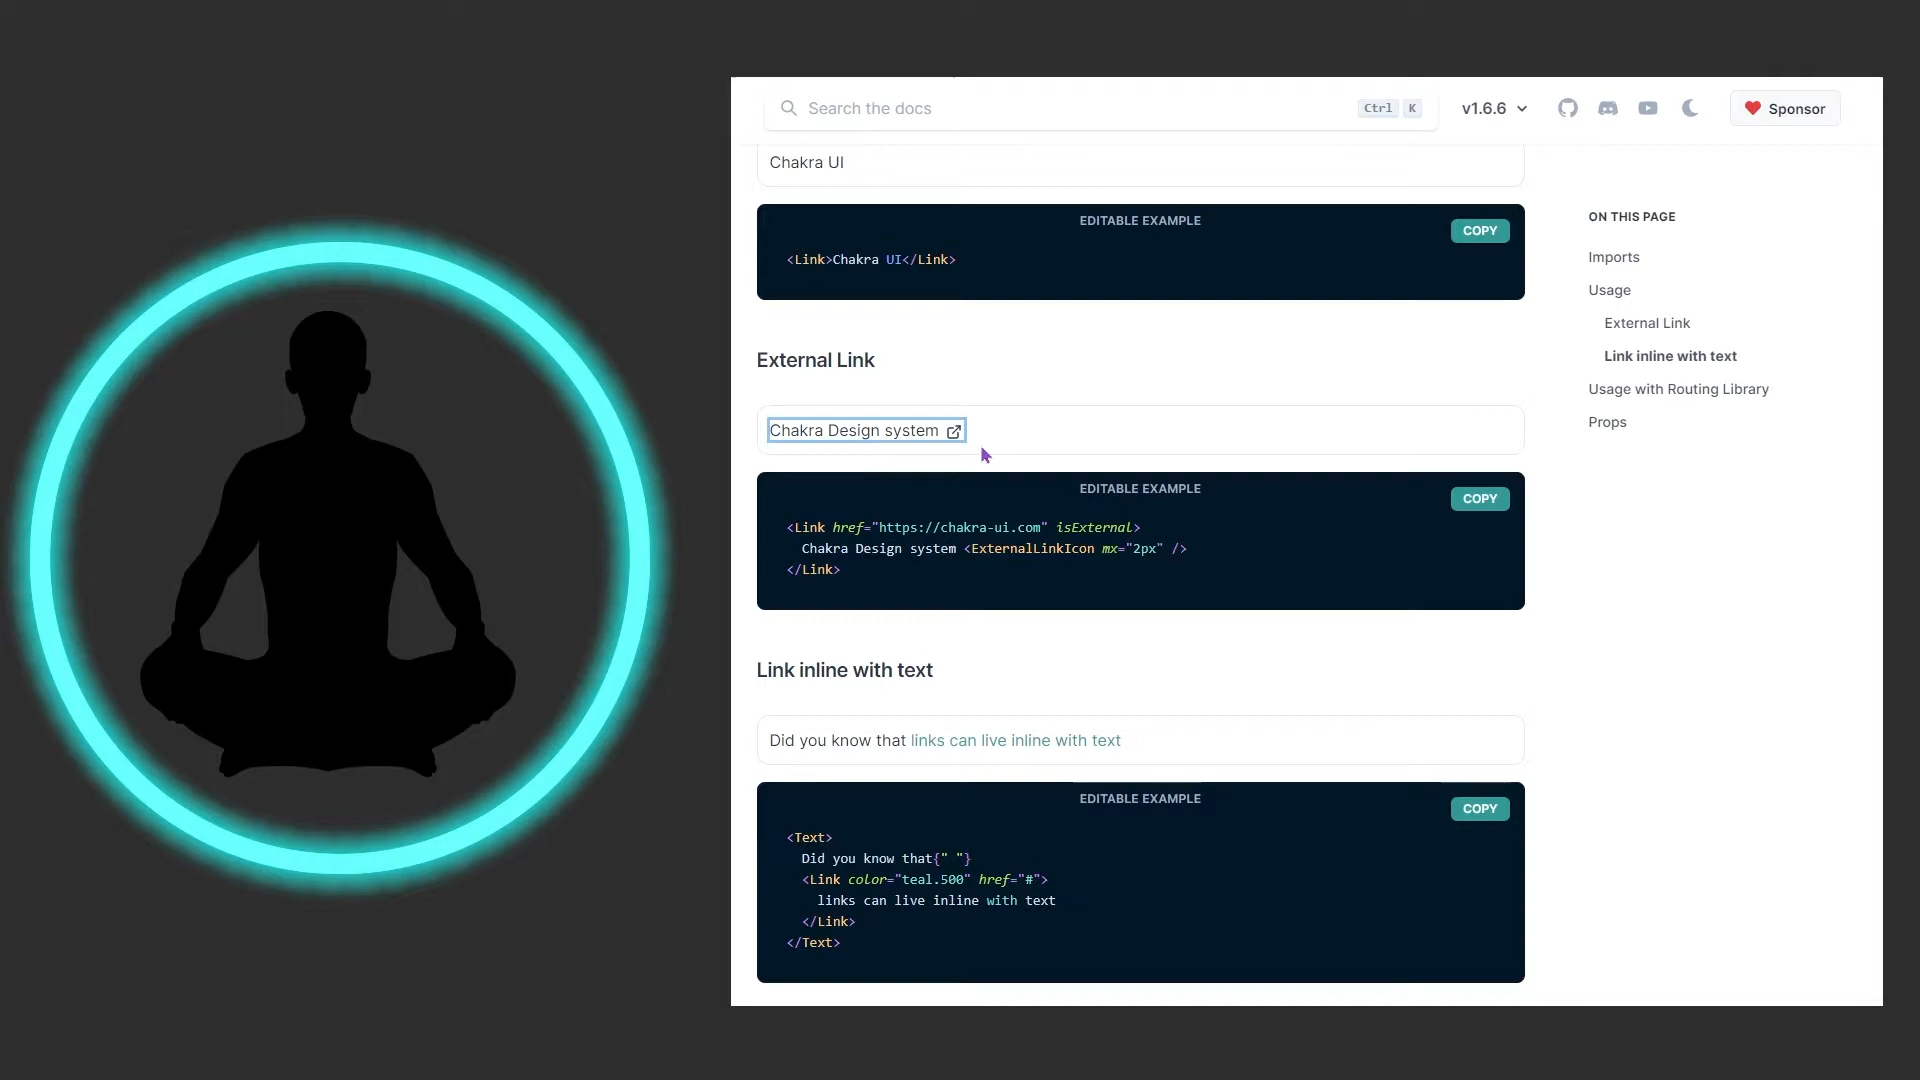 Search the docs
Ctrl K
v1.6.6
Sponsor
Chakra UI
EDITABLE EXAMPLE
COPY
<Link>Chakra UI</Link>
External Link
Chakra Design system
EDITABLE EXAMPLE
COPY
<Link href="https://chakra-ui.com" isExternal>
Chakra Design system <ExternalLinkIcon mx="2px" />
</Link>
Link inline with text
Did you know that links can live inline with text
EDITABLE EXAMPLE
COPY
<Text>
Did you know that{" "}
<Link color="teal.500" href="#">
links can live inline with text
</Link>
</Text>
ON THIS PAGE
Imports
Usage
External Link
Link inline with text
Usage with Routing Library
Props